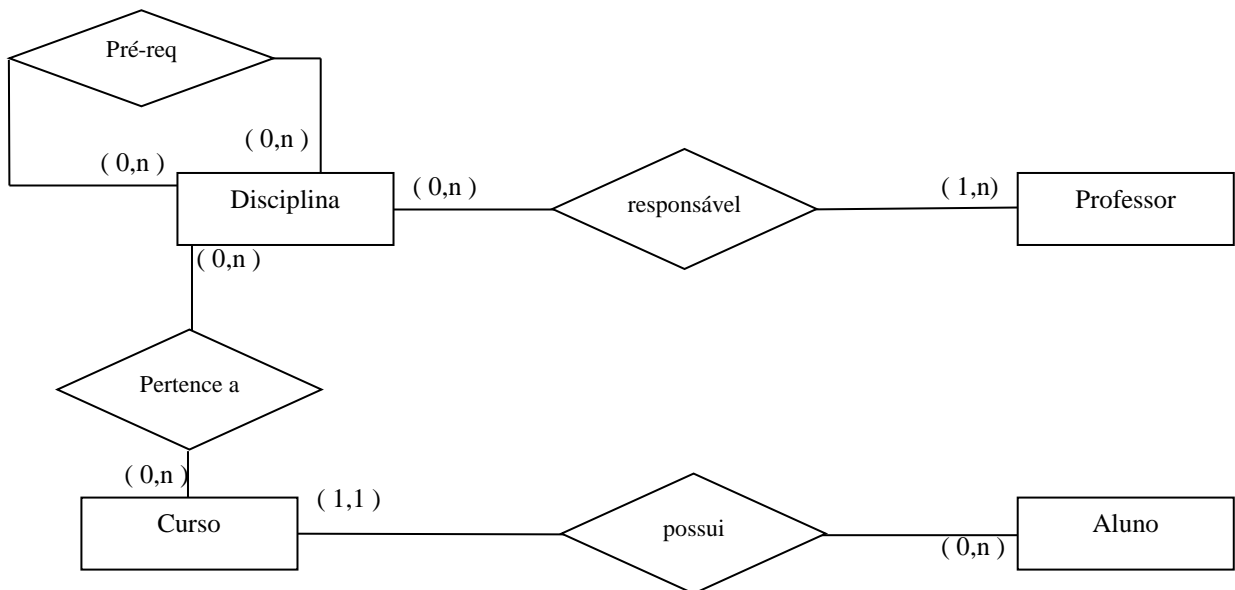 Pré-req
( 0,n )
( 0,n )
Disciplina
( 0,n )
responsável
( 1,n)
Professor
( 0,n )
Pertence a
( 0,n )
Curso
( 1,1 )
possui
( 0,n )
Aluno